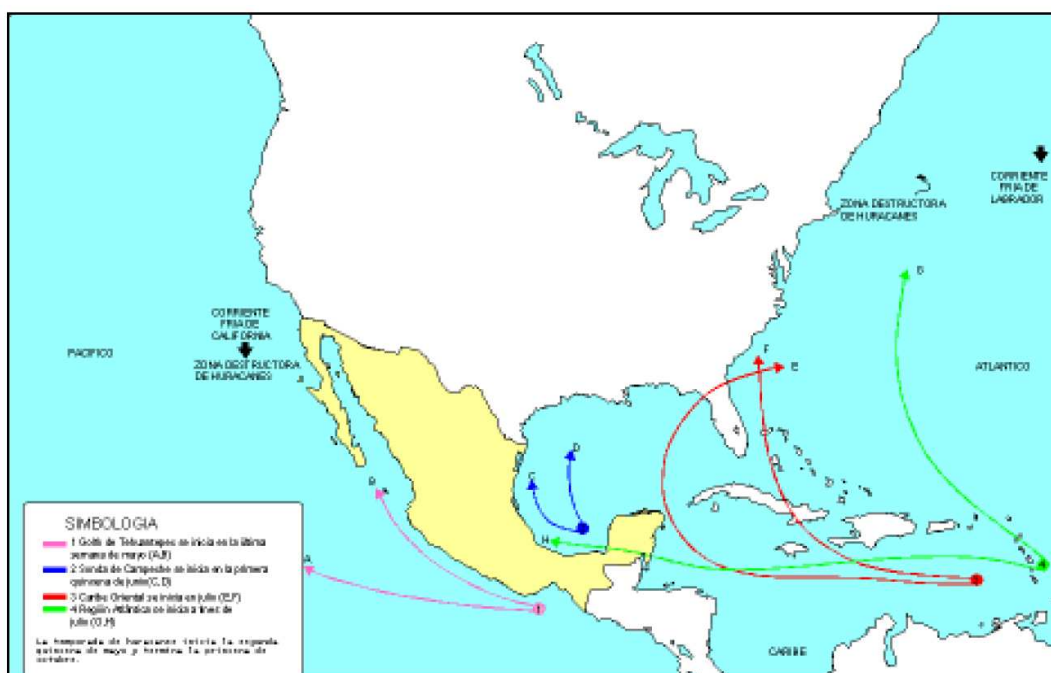 CORRIENTE
FRIA DE
LABRADOR
ZONA DESTRUCTORA
DE HURACANES
G
CORRIENTE
FRIA DE
CALIFORNIA
PACIFICO
ZONA DESTRUCTORA
DE HURACANES
F
E
ATLANTICO
D
C
B
H
A
SIMBOLOGIA
1 Golfo de Tehuantepec se inicia en la última
semana de mayo (A,B)
2 Sonda de Campeche se inicia en la primera
quincena de junio (C, D)
3 Caribe Oriental se inicia en julio (E,F)
4 Región Atlántica se inicia a fines de
julio (G,H)
La temporada de huracanes inicia la segunda
quincena de mayo y termina la primera de
octubre.
1
4
CARIBE